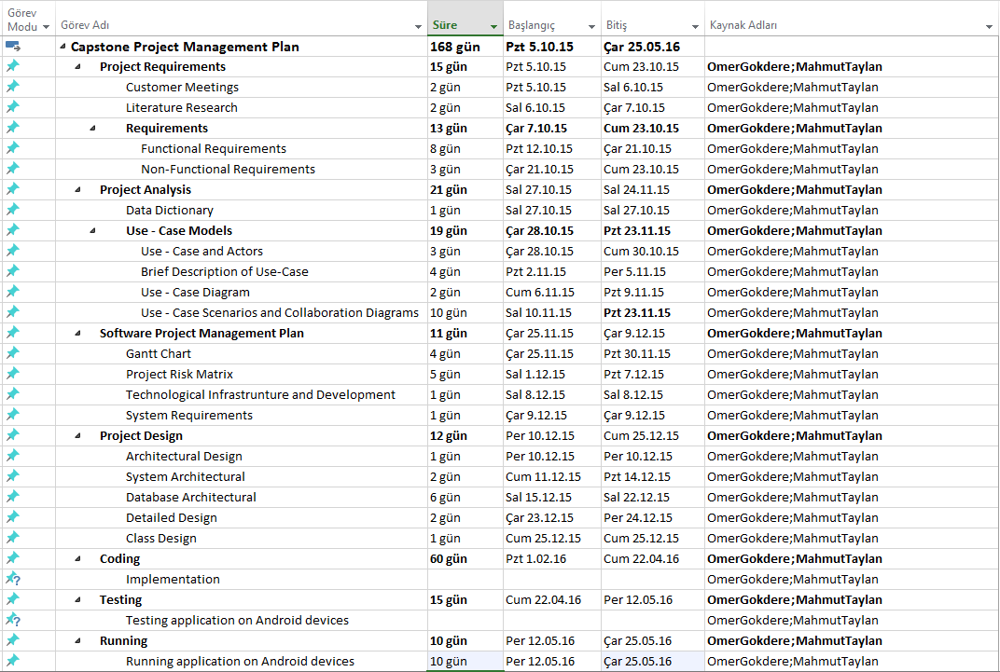 Görev Modu Görev Adı Süre Başlangıç Bitiş Kaynak Adları
Capstone Project Management Plan 168 gün Pzt 5.10.15 Çar 25.05.16
Project Requirements 15 gün Pzt 5.10.15 Cum 23.10.15 OmerGokdere;MahmutTaylan
Customer Meetings 2 gün Pzt 5.10.15 Sal 6.10.15 OmerGokdere;MahmutTaylan
Literature Research 2 gün Sal 6.10.15 Çar 7.10.15 OmerGokdere;MahmutTaylan
Requirements 13 gün Çar 7.10.15 Cum 23.10.15 OmerGokdere;MahmutTaylan
Functional Requirements 8 gün Pzt 12.10.15 Çar 21.10.15 OmerGokdere;MahmutTaylan
Non-Functional Requirements 3 gün Çar 21.10.15 Cum 23.10.15 OmerGokdere;MahmutTaylan
Project Analysis 21 gün Sal 27.10.15 Sal 24.11.15 OmerGokdere;MahmutTaylan
Data Dictionary 1 gün Sal 27.10.15 Sal 27.10.15 OmerGokdere;MahmutTaylan
Use - Case Models 19 gün Çar 28.10.15 Pzt 23.11.15 OmerGokdere;MahmutTaylan
Use - Case and Actors 3 gün Çar 28.10.15 Cum 30.10.15 OmerGokdere;MahmutTaylan
Brief Description of Use-Case 4 gün Pzt 2.11.15 Per 5.11.15 OmerGokdere;MahmutTaylan
Use - Case Diagram 2 gün Cum 6.11.15 Pzt 9.11.15 OmerGokdere;MahmutTaylan
Use - Case Scenarios and Collaboration Diagrams 10 gün Sal 10.11.15 Pzt 23.11.15 OmerGokdere;MahmutTaylan
Software Project Management Plan 11 gün Çar 25.11.15 Çar 9.12.15 OmerGokdere;MahmutTaylan
Gantt Chart 4 gün Çar 25.11.15 Pzt 30.11.15 OmerGokdere;MahmutTaylan
Project Risk Matrix 5 gün Sal 1.12.15 Pzt 7.12.15 OmerGokdere;MahmutTaylan
Technological Infrastrunture and Development 1 gün Sal 8.12.15 Sal 8.12.15 OmerGokdere;MahmutTaylan
System Requirements 1 gün Çar 9.12.15 Çar 9.12.15 OmerGokdere;MahmutTaylan
Project Design 12 gün Per 10.12.15 Cum 25.12.15 OmerGokdere;MahmutTaylan
Architectural Design 1 gün Per 10.12.15 Per 10.12.15 OmerGokdere;MahmutTaylan
System Architectural 2 gün Cum 11.12.15 Pzt 14.12.15 OmerGokdere;MahmutTaylan
Database Architectural 6 gün Sal 15.12.15 Sal 22.12.15 OmerGokdere;MahmutTaylan
Detailed Design 2 gün Çar 23.12.15 Per 24.12.15 OmerGokdere;MahmutTaylan
Class Design 1 gün Cum 25.12.15 Cum 25.12.15 OmerGokdere;MahmutTaylan
Coding 60 gün Pzt 1.02.16 Cum 22.04.16 OmerGokdere;MahmutTaylan
Implementation OmerGokdere;MahmutTaylan
Testing 15 gün Cum 22.04.16 Per 12.05.16 OmerGokdere;MahmutTaylan
Testing application on Android devices OmerGokdere;MahmutTaylan
Running 10 gün Per 12.05.16 Çar 25.05.16 OmerGokdere;MahmutTaylan
Running application on Android devices 10 gün Per 12.05.16 Çar 25.05.16 OmerGokdere;MahmutTaylan